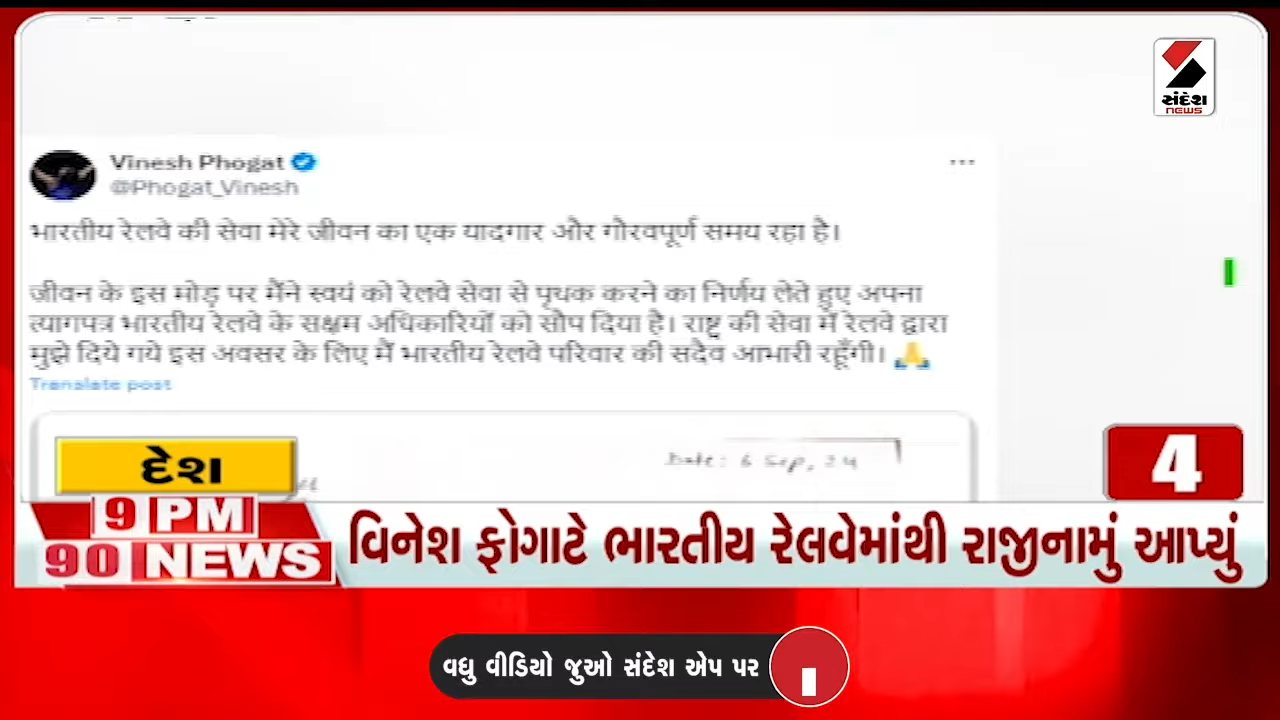 સંદેશ
NEWS
Vinesh Phogat
@Phogat_Vinesh
भारतीय रेलवे की सेवा मेरे जीवन का एक यादगार और गौरवपूर्ण समय रहा है।
जीवन के इस मोड़ पर मैंने स्वयं को रेलवे सेवा से पृथक करने का निर्णय लेते हुए अपना
त्यागपत्र भारतीय रेलवे के सक्षम अधिकारियों को सौप दिया है। राष्ट्र की सेवा में रेलवे द्वारा
मुझे दिये गये इस अवसर के लिए मैं भारतीय रेलवे परिवार की सदैव आभारी रहूँगी। 🙏
Translate post
Date: 6 Sep, 24
દેશ
4
9 PM
90 NEWS
વિનેશ ફોગાટે ભારતીય રેલવેમાંથી રાજીનામું આપ્યું
વધુ વીડિયો જુઓ સંદેશ એપ પર